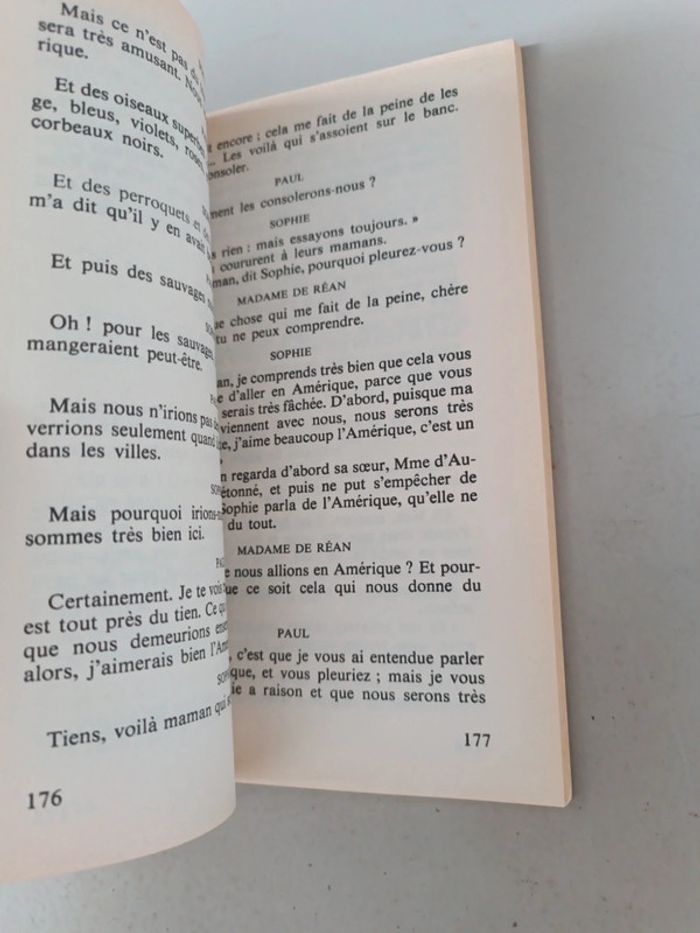 Mais ce n'est pas
sera très amusant.
rique.
Et des oiseaux
ge, bleus, violets,
corbeaux noirs.
Et des perroquets et
m'a dit qu'il y en avait
Et puis des sauvages
Oh ! pour les sauvages,
mangeraient peut-être.
Mais nous n'irions pas
verrions seulement quand
dans les villes.
Mais pourquoi
sommes très bien ici.
Certainement. Je te vois
est tout près du tien. Ce
que nous demeurions
alors, j'aimerais bien
Tiens, voilà maman qui
176
encore ; cela me fait de la peine de les
... Les voilà qui s'assoient sur le banc.
PAUL
les consolerons-nous ?
SOPHIE
rien : mais essayons toujours. »
coururent à leurs mamans.
dit Sophie, pourquoi pleurez-vous ?
MADAME DE RÉAN
chose qui me fait de la peine, chère
tu ne peux comprendre.
SOPHIE
je comprends très bien que cela vous
d'aller en Amérique, parce que vous
serais très fâchée. D'abord, puisque ma
viennent avec nous, nous serons très
j'aime beaucoup l'Amérique, c'est un
regarda d'abord sa sœur, Mme d'Au-
étonné, et puis ne put s'empêcher de
Sophie parla de l'Amérique, qu'elle ne
du tout.
MADAME DE RÉAN
nous allions en Amérique ? Et pour-
ce soit cela qui nous donne du
PAUL
c'est que je vous ai entendue parler
et vous pleuriez ; mais je vous
a raison et que nous serons très
177